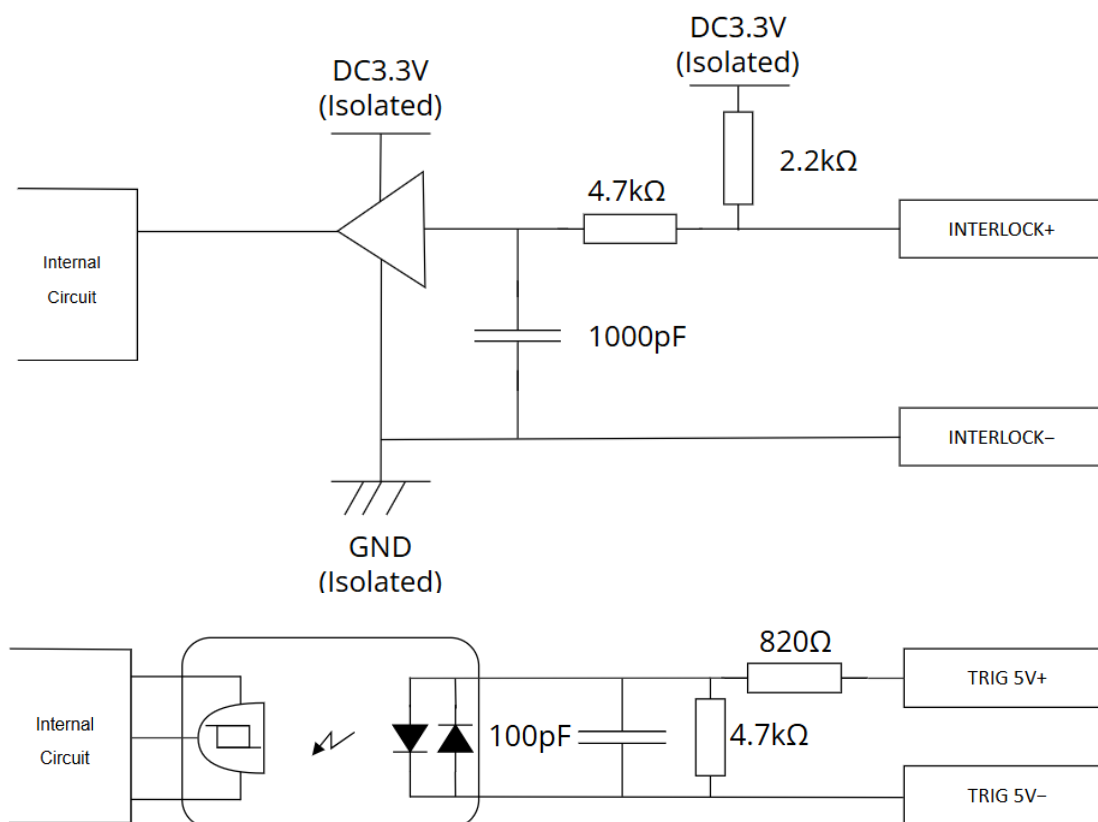 DC3.3V
(Isolated)
DC3.3V
(Isolated)
2.2kΩ
4.7kΩ
INTERLOCK+
Internal
Circuit
1000pF
INTERLOCK−
GND
(Isolated)
820Ω
TRIG 5V+
Internal
Circuit
100pF
4.7kΩ
TRIG 5V−